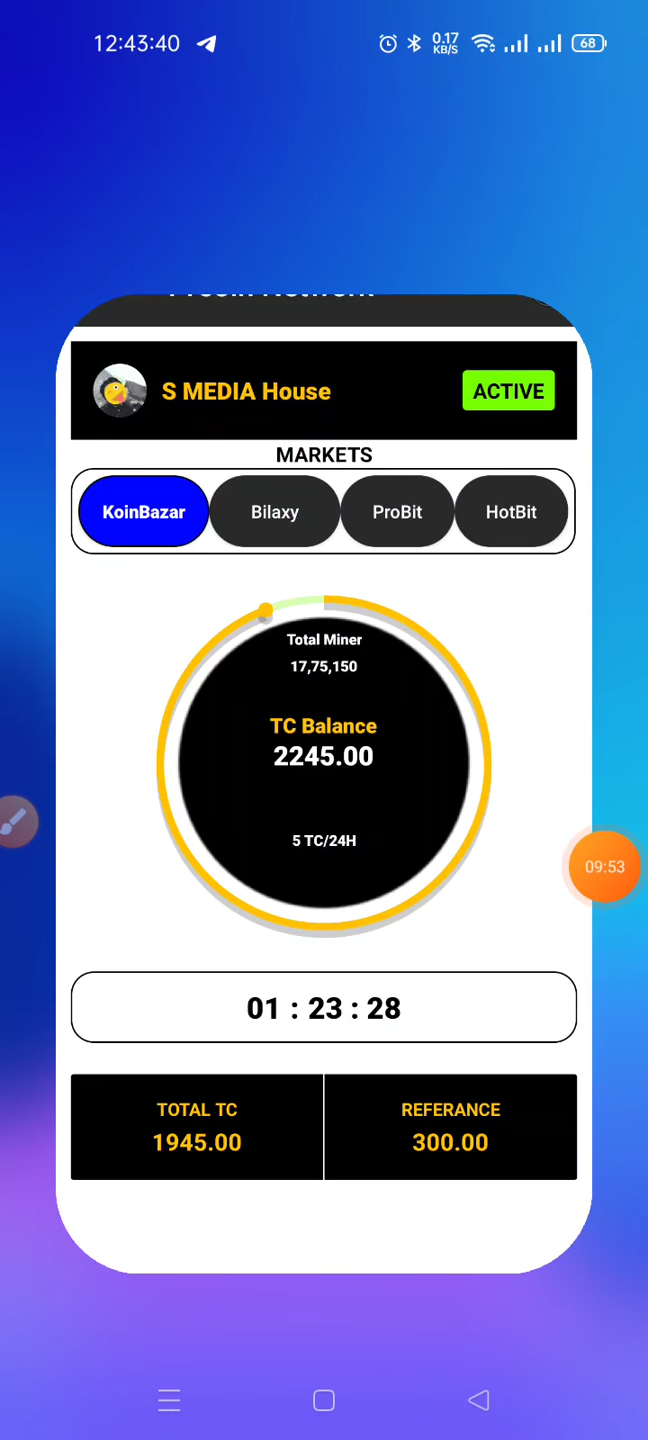 12:43:40
0.17
KB/S
68
S MEDIA House
ACTIVE
MARKETS
KoinBazar
Bilaxy
ProBit
HotBit
Total Miner
17,75,150
TC Balance
2245.00
5 TC/24H
09:53
01 : 23 : 28
TOTAL TC
REFERANCE
1945.00
300.00